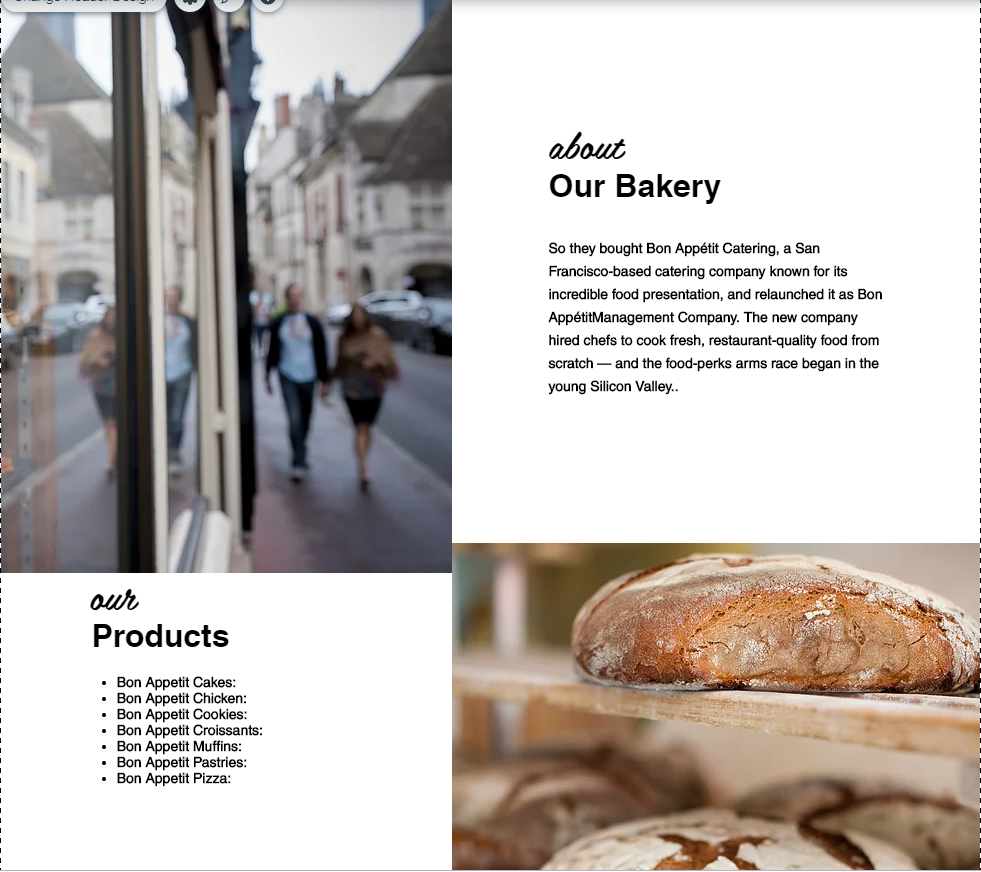 Change Header Design
about
Our Bakery
So they bought Bon Appétit Catering, a San
Francisco-based catering company known for its
incredible food presentation, and relaunched it as Bon
AppétitManagement Company. The new company
hired chefs to cook fresh, restaurant-quality food from
scratch — and the food-perks arms race began in the
young Silicon Valley..
our
Products
• Bon Appetit Cakes:
• Bon Appetit Chicken:
• Bon Appetit Cookies:
• Bon Appetit Croissants:
• Bon Appetit Muffins:
• Bon Appetit Pastries:
• Bon Appetit Pizza: